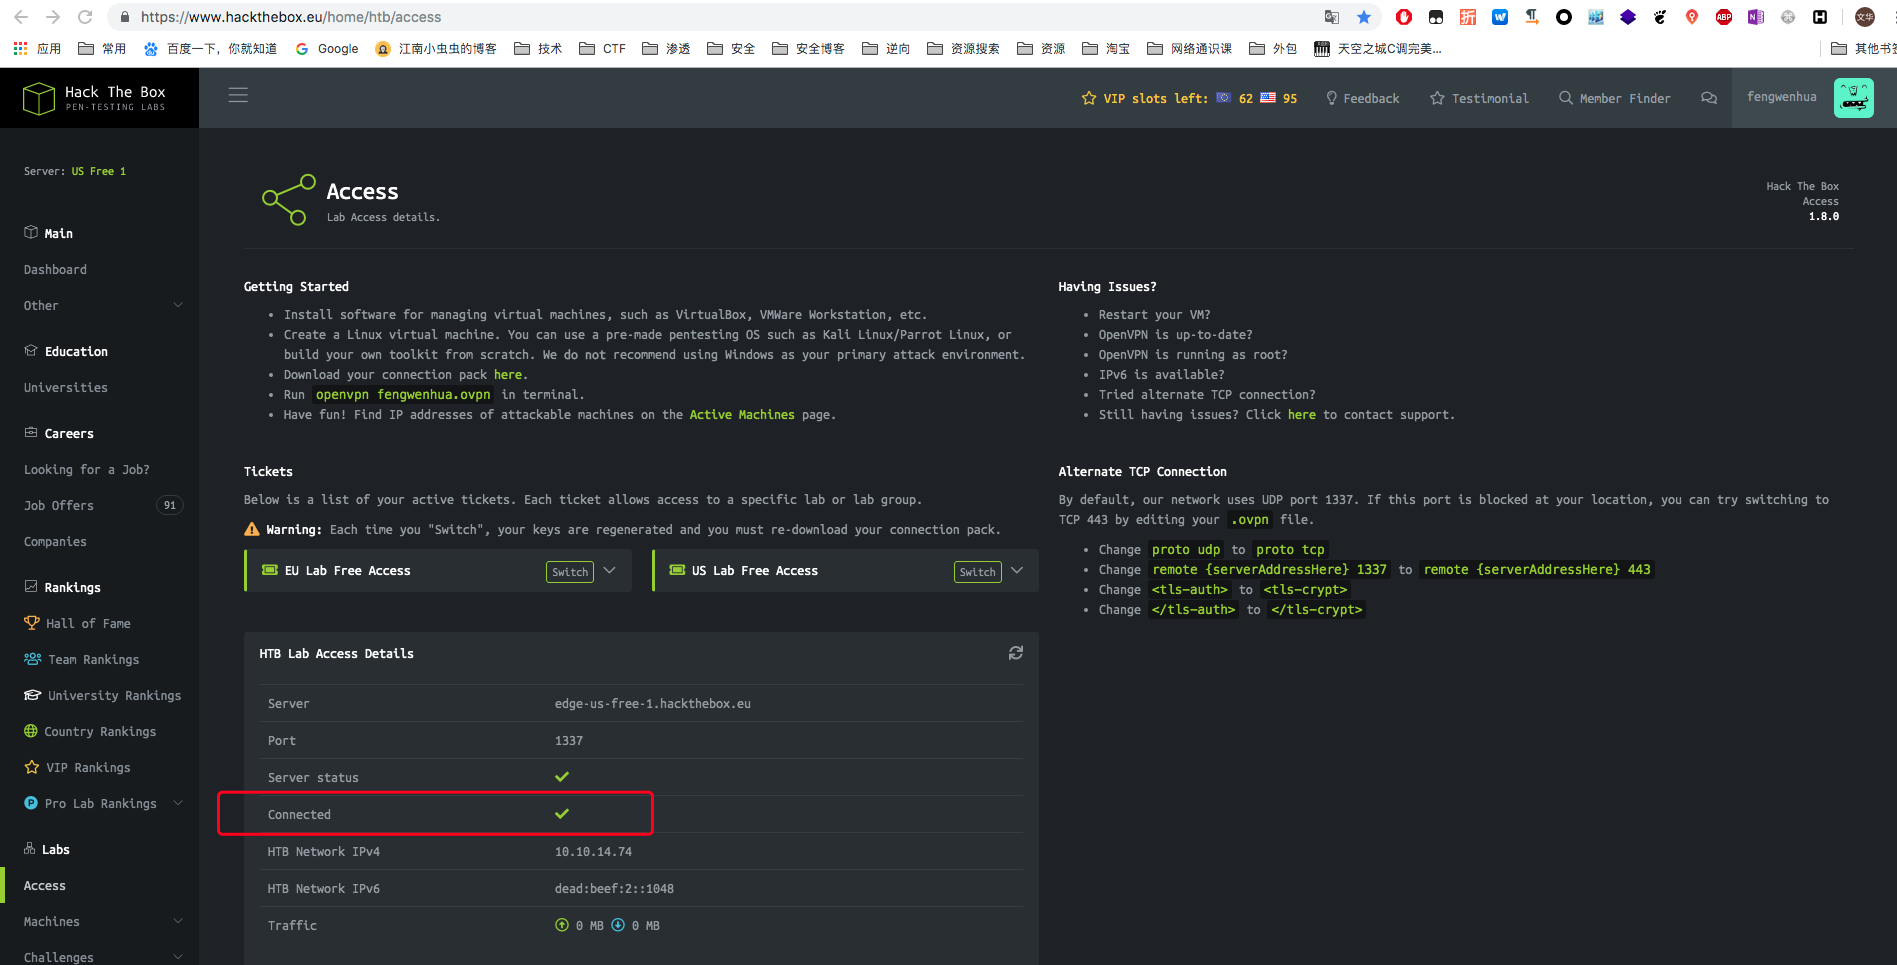 https://www.hackthebox.eu/home/htb/access
应用 常用 百度一下，你就知道 Google 江南小虫虫的博客 技术 CTF 渗透 安全 安全博客 逆向 资源搜索 资源 淘宝 网络通识课 外包 天空之城C调完美... 其他书签
Hack The Box
PEN-TESTING LABS
VIP slots left: 62 95 Feedback Testimonial Member Finder fengwenhua
Server: US Free 1
Main
Dashboard
Other
Education
Universities
Careers
Looking for a Job?
Job Offers 91
Companies
Rankings
Hall of Fame
Team Rankings
University Rankings
Country Rankings
VIP Rankings
Pro Lab Rankings
Labs
Access
Machines
Challenges
Access
Lab Access details.
Hack The Box
Access
1.8.0
Getting Started
Install software for managing virtual machines, such as VirtualBox, VMWare Workstation, etc.
Create a Linux virtual machine. You can use a pre-made pentesting OS such as Kali Linux/Parrot Linux, or
build your own toolkit from scratch. We do not recommend using Windows as your primary attack environment.
Download your connection pack here.
Run openvpn fengwenhua.ovpn in terminal.
Have fun! Find IP addresses of attackable machines on the Active Machines page.
Having Issues?
Restart your VM?
OpenVPN is up-to-date?
OpenVPN is running as root?
IPv6 is available?
Tried alternate TCP connection?
Still having issues? Click here to contact support.
Tickets
Below is a list of your active tickets. Each ticket allows access to a specific lab or lab group.
Warning: Each time you "Switch", your keys are regenerated and you must re-download your connection pack.
EU Lab Free Access Switch
US Lab Free Access Switch
Alternate TCP Connection
By default, our network uses UDP port 1337. If this port is blocked at your location, you can try switching to
TCP 443 by editing your .ovpn file.
Change proto udp to proto tcp
Change remote {serverAddressHere} 1337 to remote {serverAddressHere} 443
Change <tls-auth> to <tls-crypt>
Change </tls-auth> to </tls-crypt>
HTB Lab Access Details
Server edge-us-free-1.hackthebox.eu
Port 1337
Server status
Connected
HTB Network IPv4 10.10.14.74
HTB Network IPv6 dead:beef:2::1048
Traffic 0 MB 0 MB